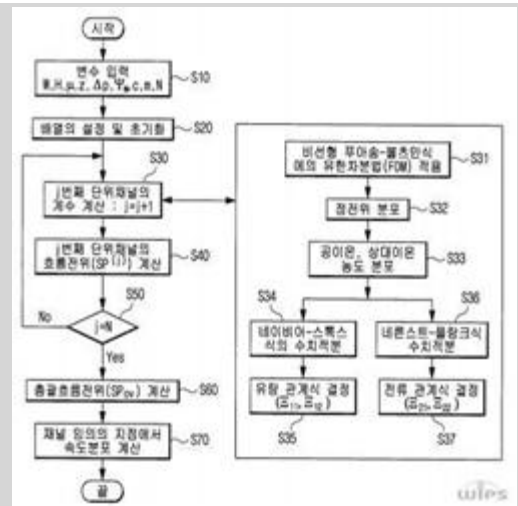 시작
변수 입력
W,H,μ,z,Δp,Ψ,c,m,N
S10
배열의 설정 및 초기화
S20
S30
j번째 단위채널의
계수 계산 : j=j+1
j번째 단위채널의
흐름전위(SP(j)) 계산
S40
S50
j=N
No
Yes
총괄흐름전위(SPov) 계산
S60
채널 임의의 지점에서
속도분포 계산
S70
끝
비선형 푸아송-볼츠만식
에의 유한차분법(FDM) 적용
S31
정전위 분포
S32
공이온, 상대이온
농도 분포
S33
S34
네이비어-스톡스
식의 수치적분
유량 관계식 결정
(Ξ11,Ξ12)
S35
S36
네른스트-플랑크식
수치적분
전류 관계식 결정
(Ξ21,Ξ22)
S37
wips